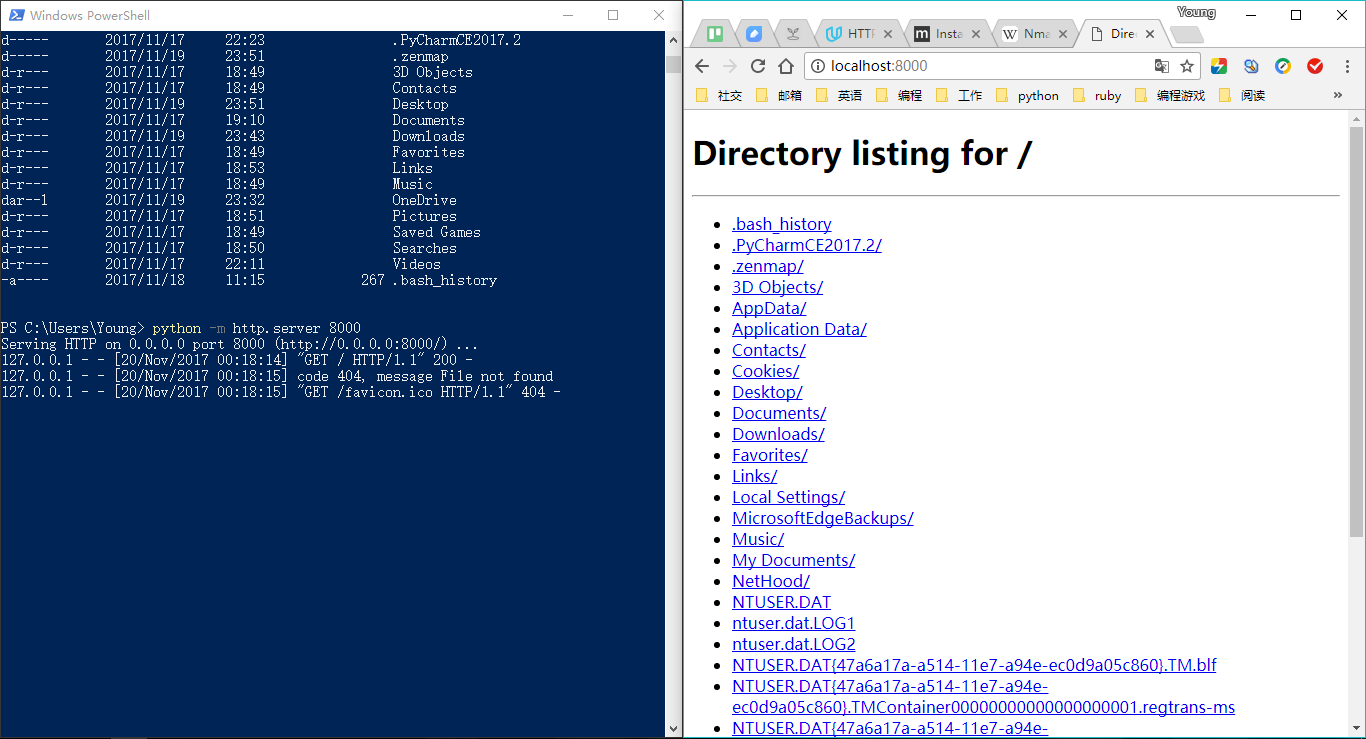 Windows PowerShell
d----- 2017/11/17 22:23 .PyCharmCE2017.2
d----- 2017/11/19 23:51 .zenmap
d-r--- 2017/11/17 18:49 3D Objects
d-r--- 2017/11/17 18:49 Contacts
d-r--- 2017/11/19 23:51 Desktop
d-r--- 2017/11/17 19:10 Documents
d-r--- 2017/11/19 23:43 Downloads
d-r--- 2017/11/17 18:49 Favorites
d-r--- 2017/11/17 18:53 Links
d-r--- 2017/11/17 18:49 Music
dar--l 2017/11/19 23:32 OneDrive
d-r--- 2017/11/17 18:51 Pictures
d-r--- 2017/11/17 18:49 Saved Games
d-r--- 2017/11/17 18:50 Searches
d-r--- 2017/11/17 22:11 Videos
-a---- 2017/11/18 11:15 267 .bash_history
PS C:\Users\Young> python -m http.server 8000
Serving HTTP on 0.0.0.0 port 8000 (http://0.0.0.0:8000/) ...
127.0.0.1 - - [20/Nov/2017 00:18:14] "GET / HTTP/1.1" 200 -
127.0.0.1 - - [20/Nov/2017 00:18:15] code 404, message File not found
127.0.0.1 - - [20/Nov/2017 00:18:15] "GET /favicon.ico HTTP/1.1" 404 -
Young
HTTP Insta Nma Direc
localhost:8000
社交 邮箱 英语 编程 工作 python ruby 编程游戏 阅读 »
Directory listing for /
.bash_history
.PyCharmCE2017.2/
.zenmap/
3D Objects/
AppData/
Application Data/
Contacts/
Cookies/
Desktop/
Documents/
Downloads/
Favorites/
Links/
Local Settings/
MicrosoftEdgeBackups/
Music/
My Documents/
NetHood/
NTUSER.DAT
ntuser.dat.LOG1
ntuser.dat.LOG2
NTUSER.DAT{47a6a17a-a514-11e7-a94e-ec0d9a05c860}.TM.blf
NTUSER.DAT{47a6a17a-a514-11e7-a94e-
ec0d9a05c860}.TMContainer00000000000000000001.regtrans-ms
NTUSER.DAT{47a6a17a-a514-11e7-a94e-